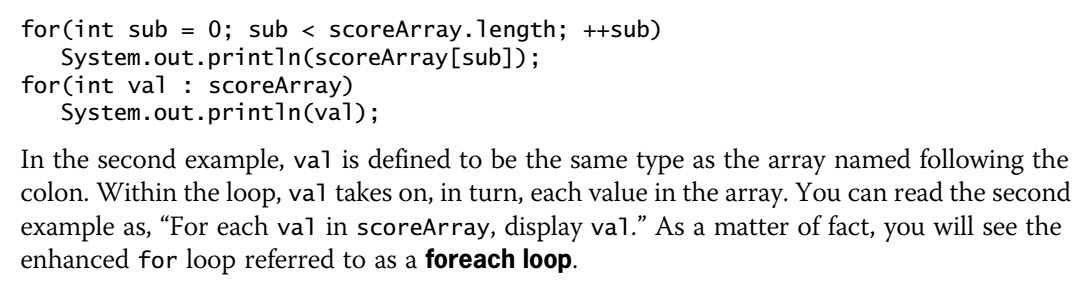 for(int sub = 0; sub < scoreArray.length; ++sub)
   System.out.println(scoreArray[sub]);
for(int val : scoreArray)
   System.out.println(val);
In the second example, val is defined to be the same type as the array named following the
colon. Within the loop, val takes on, in turn, each value in the array. You can read the second
example as, “For each val in scoreArray, display val.” As a matter of fact, you will see the
enhanced for loop referred to as a foreach loop.